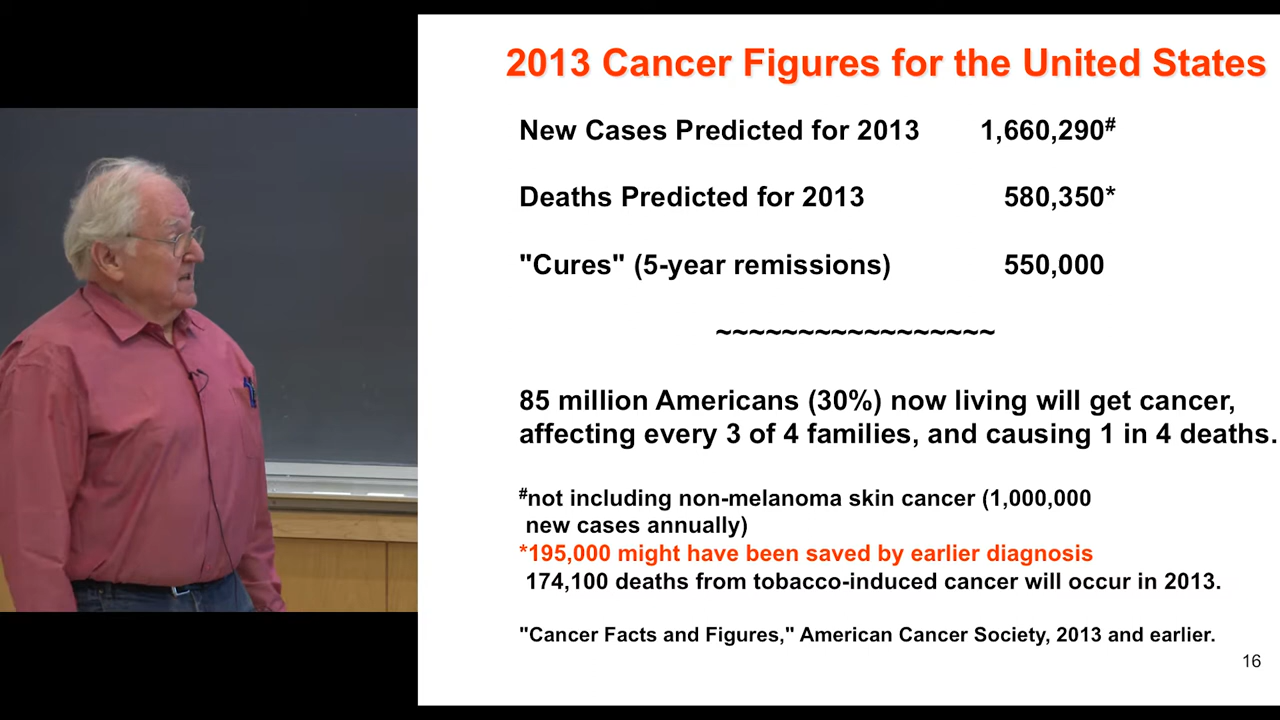 2013 Cancer Figures for the United States
New Cases Predicted for 2013 1,660,290#
Deaths Predicted for 2013 580,350*
"Cures" (5-year remissions) 550,000
~~~~~~~~~~~~~~~~~
85 million Americans (30%) now living will get cancer,
affecting every 3 of 4 families, and causing 1 in 4 deaths.
#not including non-melanoma skin cancer (1,000,000
new cases annually)
*195,000 might have been saved by earlier diagnosis
174,100 deaths from tobacco-induced cancer will occur in 2013.
"Cancer Facts and Figures," American Cancer Society, 2013 and earlier.
16